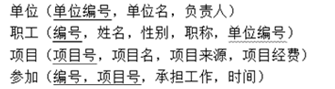 单位（单位编号，单位名，负责人）
职工（编号，姓名，性别，职称，单位编号）
项目（项目号，项目名，项目来源，项目经费）
参加（编号，项目号，承担工作，时间）